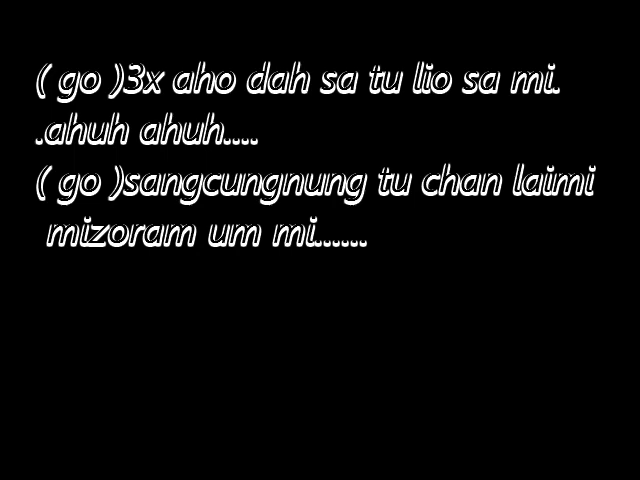 ( go )3x aho dah sa tu lio sa mi.
.ahuh ahuh....
( go )sangcungnung tu chan laimi
mizoram um mi......